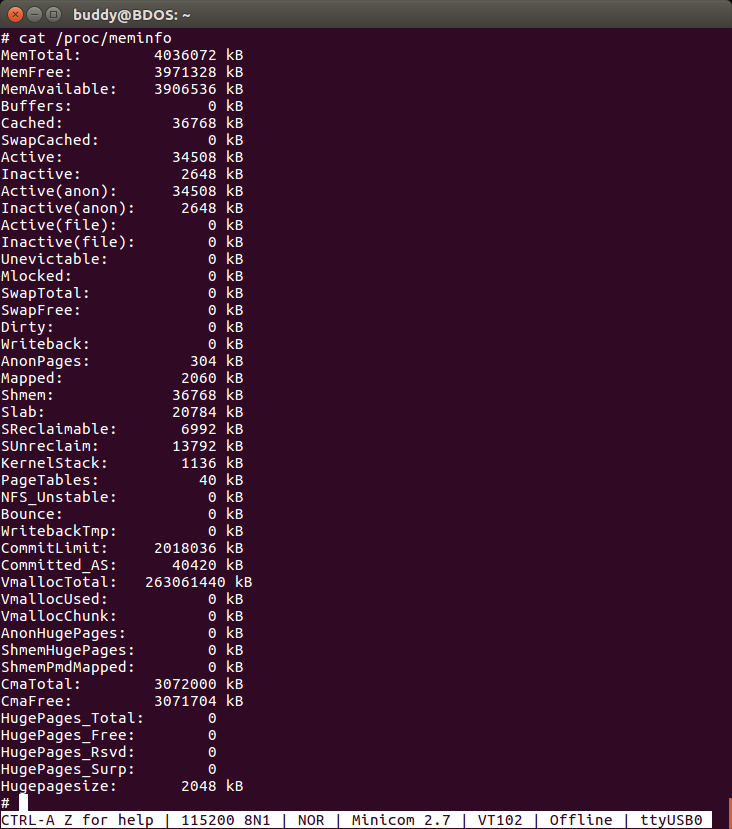 buddy@BDOS: ~
# cat /proc/meminfo
MemTotal:        4036072 kB
MemFree:         3971328 kB
MemAvailable:    3906536 kB
Buffers:               0 kB
Cached:            36768 kB
SwapCached:            0 kB
Active:            34508 kB
Inactive:           2648 kB
Active(anon):      34508 kB
Inactive(anon):     2648 kB
Active(file):          0 kB
Inactive(file):        0 kB
Unevictable:           0 kB
Mlocked:               0 kB
SwapTotal:             0 kB
SwapFree:              0 kB
Dirty:                 0 kB
Writeback:             0 kB
AnonPages:           304 kB
Mapped:             2060 kB
Shmem:             36768 kB
Slab:              20784 kB
SReclaimable:       6992 kB
SUnreclaim:        13792 kB
KernelStack:        1136 kB
PageTables:           40 kB
NFS_Unstable:          0 kB
Bounce:                0 kB
WritebackTmp:          0 kB
CommitLimit:     2018036 kB
Committed_AS:      40420 kB
VmallocTotal:   263061440 kB
VmallocUsed:           0 kB
VmallocChunk:          0 kB
AnonHugePages:         0 kB
ShmemHugePages:        0 kB
ShmemPmdMapped:        0 kB
CmaTotal:        3072000 kB
CmaFree:         3071704 kB
HugePages_Total:       0
HugePages_Free:        0
HugePages_Rsvd:        0
HugePages_Surp:        0
Hugepagesize:       2048 kB
#
CTRL-A Z for help | 115200 8N1 | NOR | Minicom 2.7 | VT102 | Offline | ttyUSB0